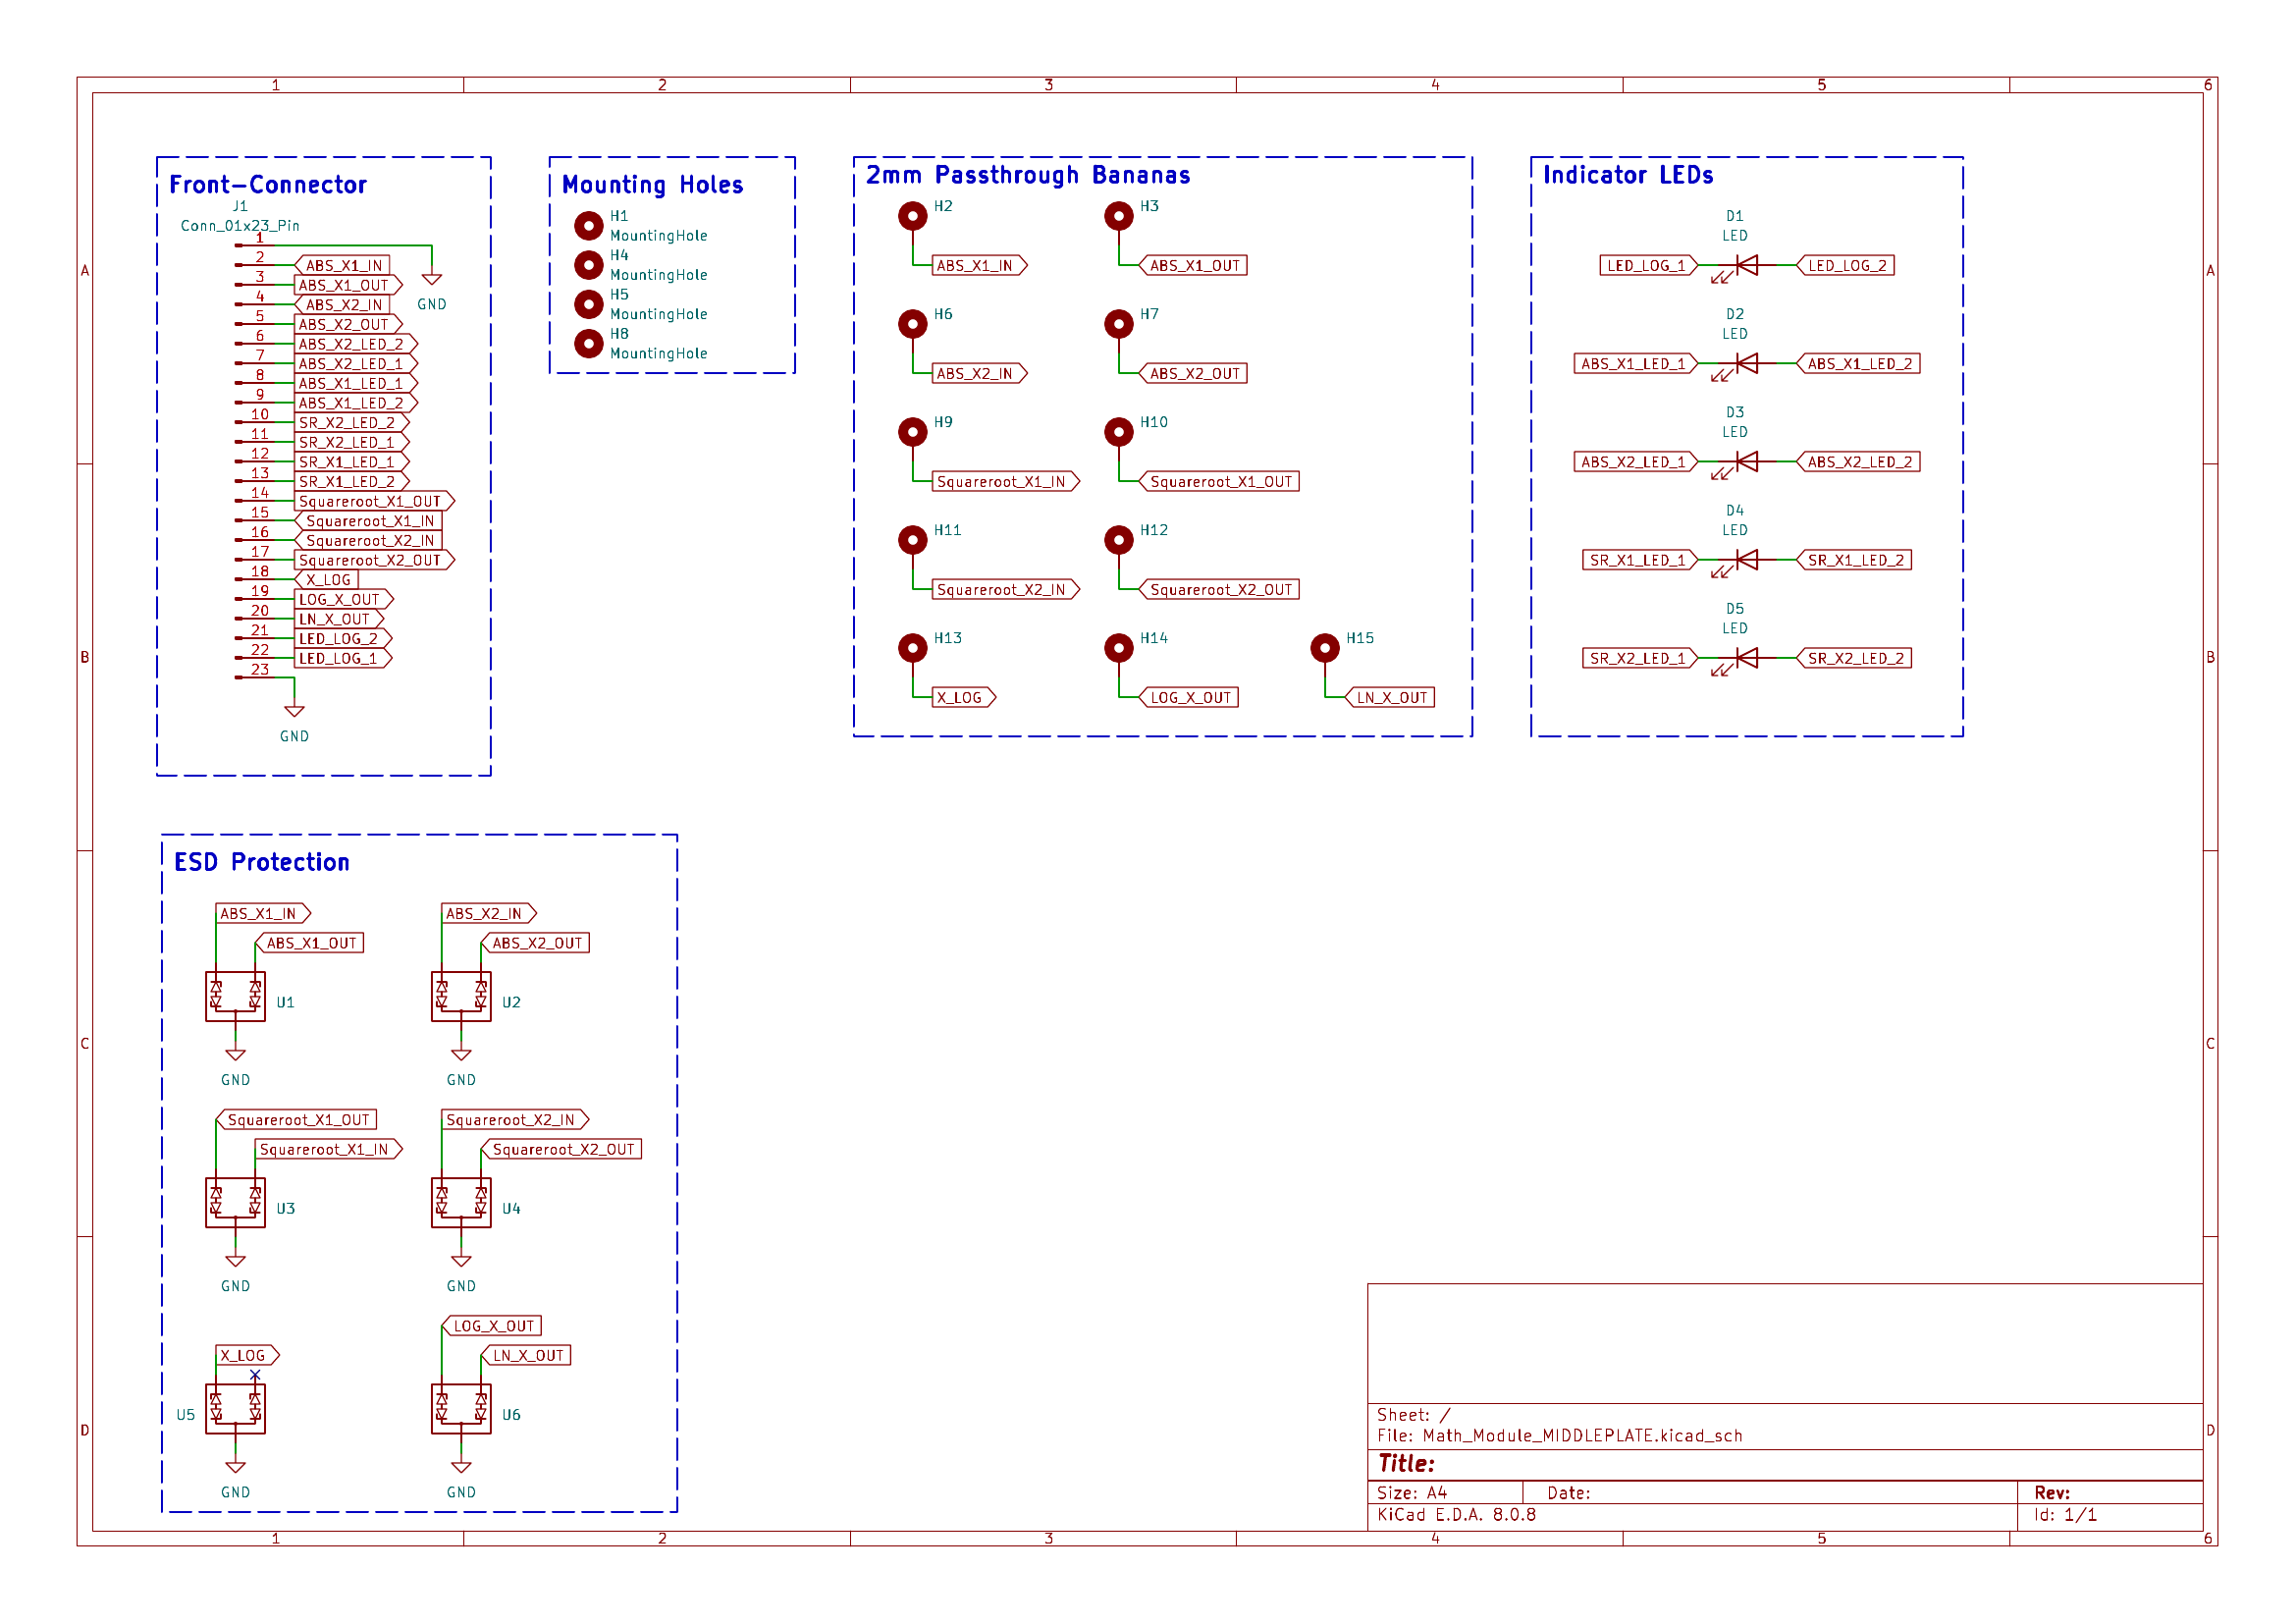 1 2 3 4 5 6
A A
B B
C C
D D
Front-Connector
J1
Conn_01x23_Pin
1
2 ABS_X1_IN
3 ABS_X1_OUT
4 ABS_X2_IN
5 ABS_X2_OUT
6 ABS_X2_LED_2
7 ABS_X2_LED_1
8 ABS_X1_LED_1
9 ABS_X1_LED_2
10 SR_X2_LED_2
11 SR_X2_LED_1
12 SR_X1_LED_1
13 SR_X1_LED_2
14 Squareroot_X1_OUT
15 Squareroot_X1_IN
16 Squareroot_X2_IN
17 Squareroot_X2_OUT
18 X_LOG
19 LOG_X_OUT
20 LN_X_OUT
21 LED_LOG_2
22 LED_LOG_1
23
GND
GND
Mounting Holes
H1
MountingHole
H4
MountingHole
H5
MountingHole
H8
MountingHole
2mm Passthrough Bananas
H2 H3
ABS_X1_IN ABS_X1_OUT
H6 H7
ABS_X2_IN ABS_X2_OUT
H9 H10
Squareroot_X1_IN Squareroot_X1_OUT
H11 H12
Squareroot_X2_IN Squareroot_X2_OUT
H13 H14 H15
X_LOG LOG_X_OUT LN_X_OUT
Indicator LEDs
D1
LED
LED_LOG_1 LED_LOG_2
D2
LED
ABS_X1_LED_1 ABS_X1_LED_2
D3
LED
ABS_X2_LED_1 ABS_X2_LED_2
D4
LED
SR_X1_LED_1 SR_X1_LED_2
D5
LED
SR_X2_LED_1 SR_X2_LED_2
ESD Protection
ABS_X1_IN ABS_X2_IN
ABS_X1_OUT ABS_X2_OUT
U1 U2
GND GND
Squareroot_X1_OUT Squareroot_X2_IN
Squareroot_X1_IN Squareroot_X2_OUT
U3 U4
GND GND
LOG_X_OUT
X_LOG LN_X_OUT
U5 U6
GND GND
Sheet: /
File: Math_Module_MIDDLEPLATE.kicad_sch
Title:
Size: A4 Date: Rev:
KiCad E.D.A. 8.0.8 Id: 1/1
1 2 3 4 5 6